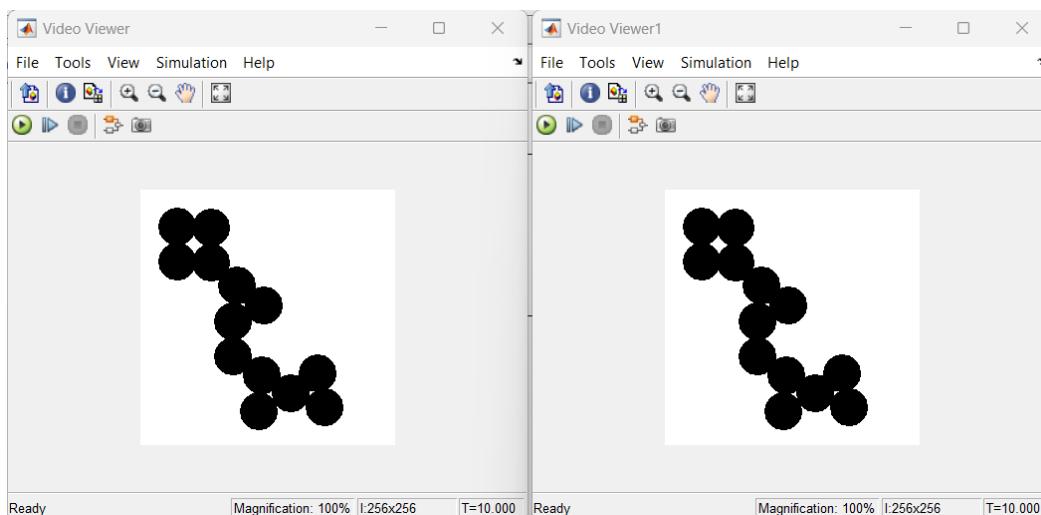 Video Viewer
File Tools View Simulation Help
Ready Magnification: 100% I:256x256 T=10.000
Video Viewer1
File Tools View Simulation Help
Ready Magnification: 100% I:256x256 T=10.000